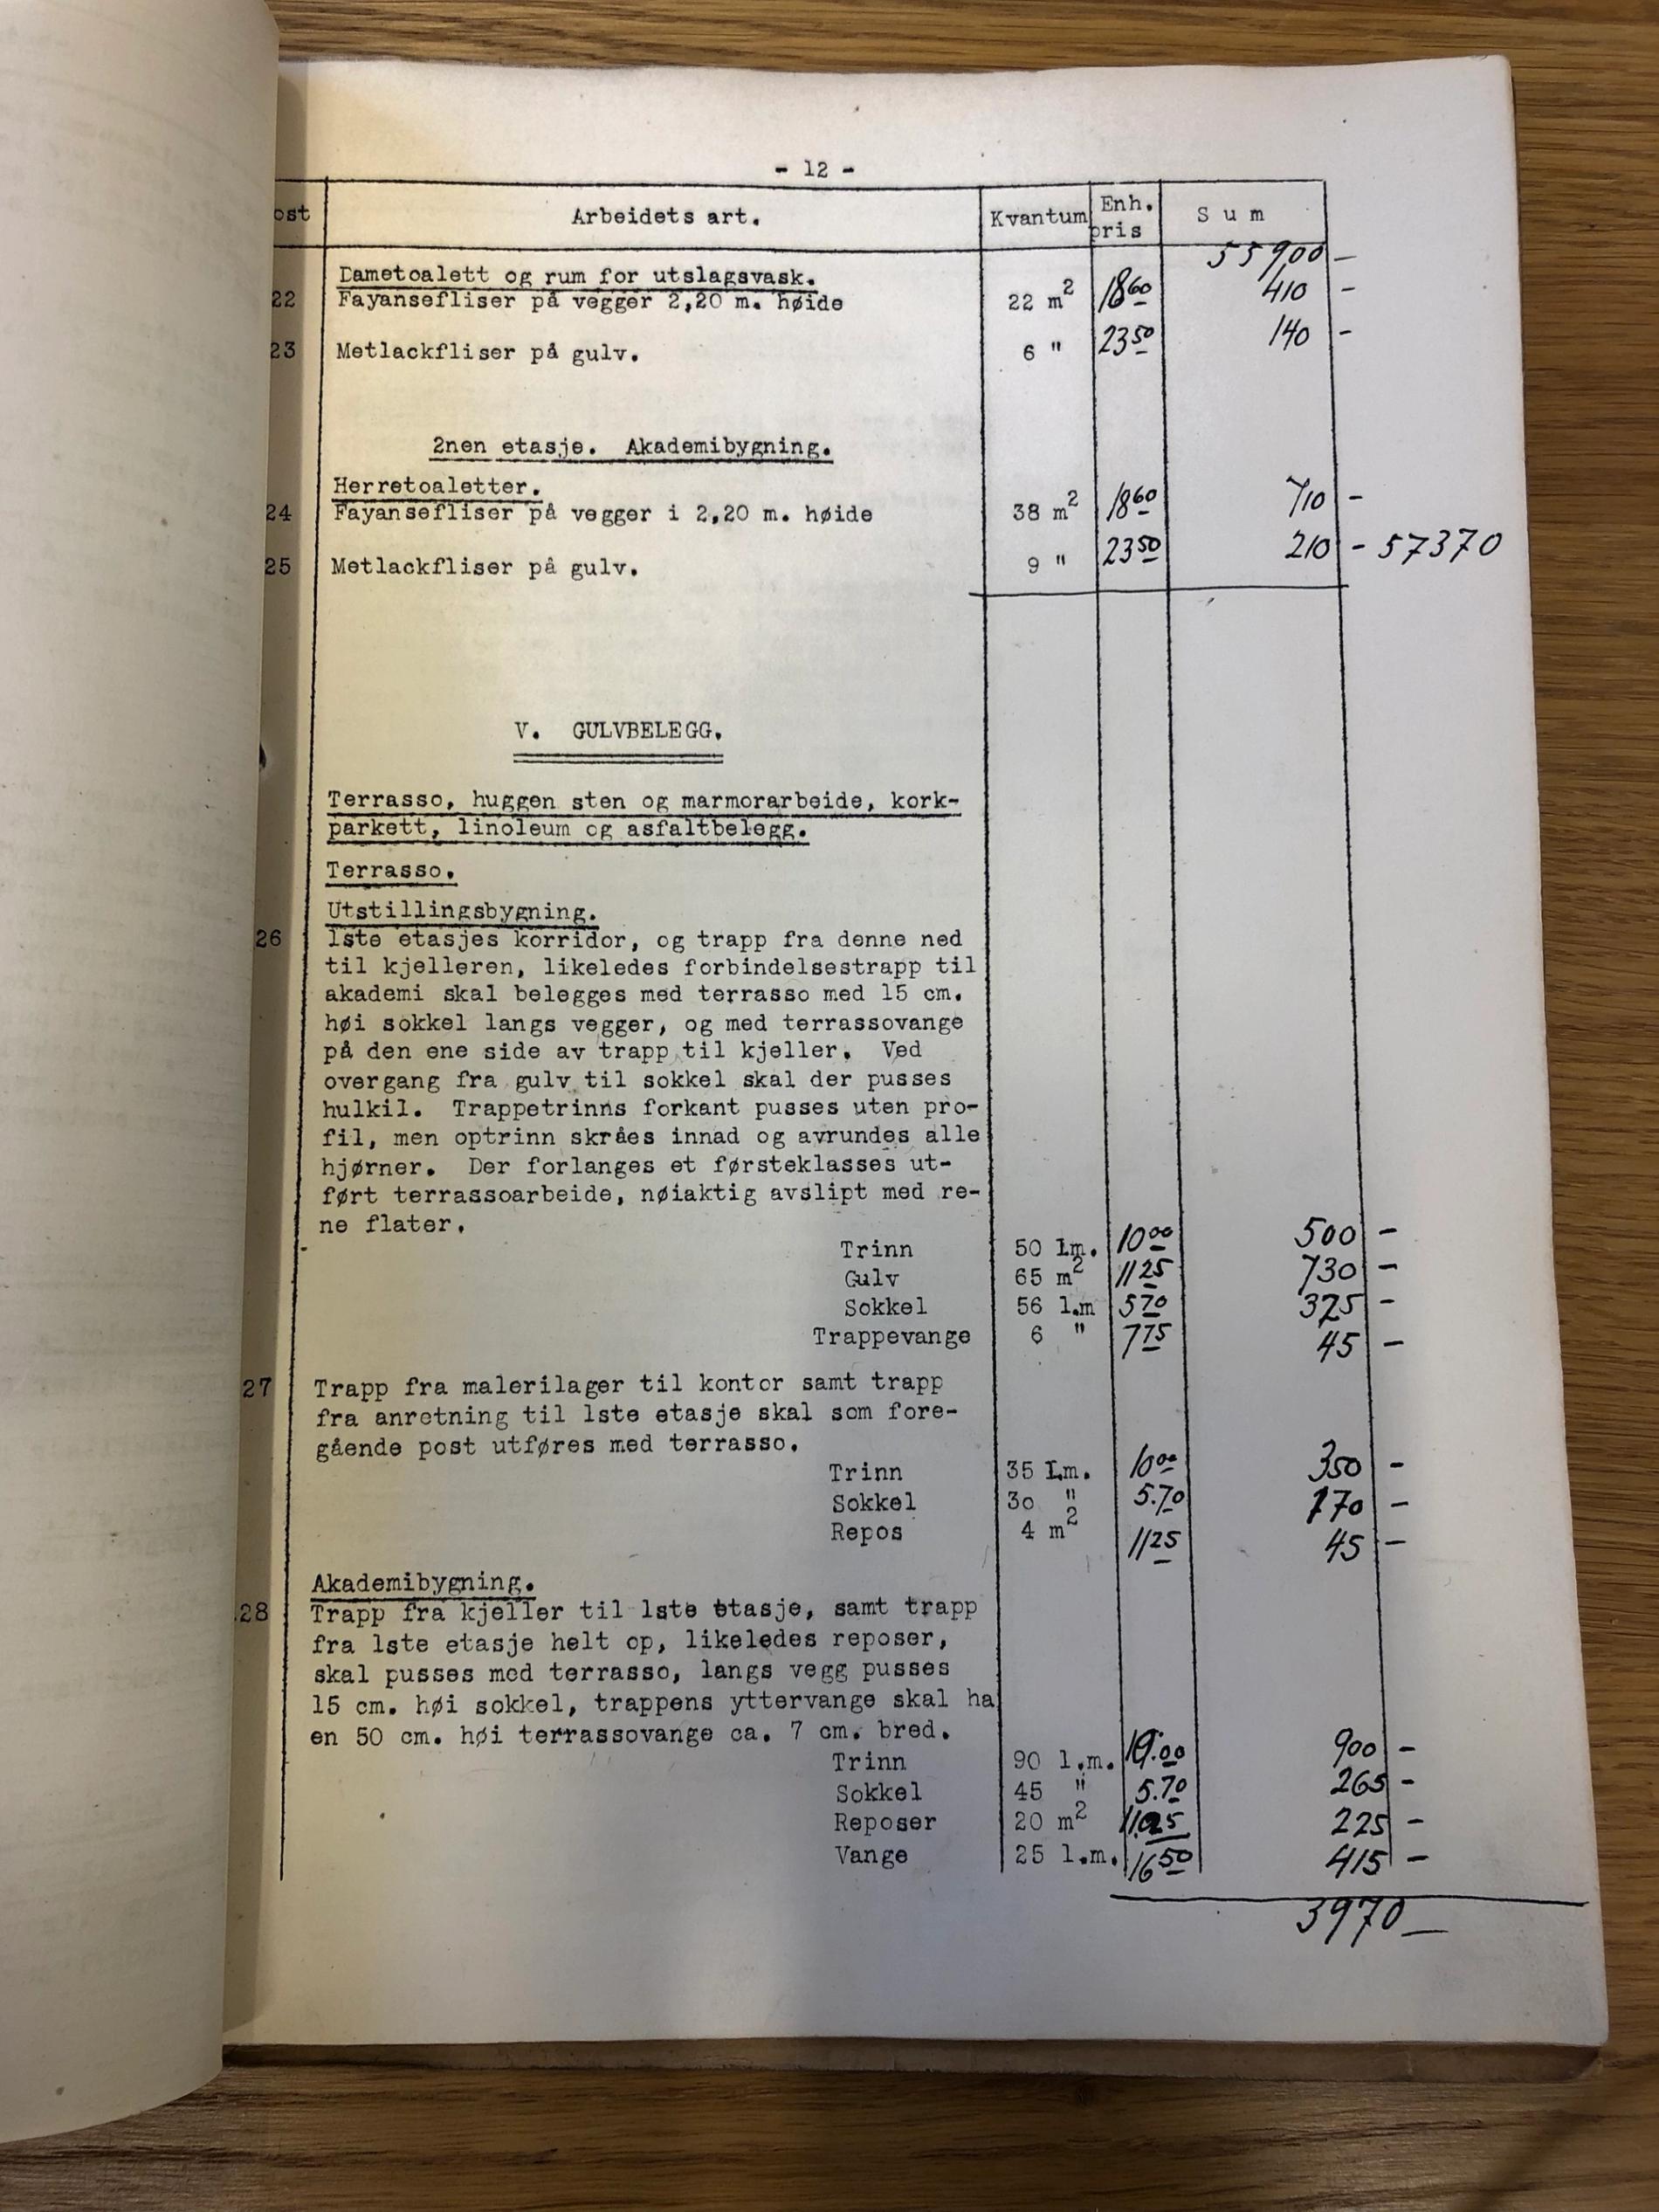 - 12 -
ost Arbeidets art. Kvantum Enh. pris Sum
55900 -
Dametoalett og rum for utslagsvask.
22 Fayansefliser på vegger 2,20 m. høide 22 m2 18 60 410 -
23 Metlackfliser på gulv. 6 " 23 50 140 -
2nen etasje. Akademibygning.
Herretoaletter.
24 Fayansefliser på vegger i 2,20 m. høide 38 m2 18 60 710 -
25 Metlackfliser på gulv. 9 " 23 50 210 - 57370
V. GULVBELEGG.
Terrasso, huggen sten og marmorarbeide, kork-
parkett, linoleum og asfaltbelegg.
Terrasso.
Utstillingsbygning.
26 1ste etasjes korridor, og trapp fra denne ned
til kjelleren, likeledes forbindelsestrapp til
akademi skal belegges med terrasso med 15 cm.
høi sokkel langs vegger, og med terrassovange
på den ene side av trapp til kjeller. Ved
overgang fra gulv til sokkel skal der pusses
hulkil. Trappetrinns forkant pusses uten pro-
fil, men optrinn skråes innad og avrundes alle
hjørner. Der forlanges et førsteklasses ut-
ført terrassoarbeide, nøiaktig avslipt med re-
ne flater.
Trinn 50 lm. 10 00 500 -
Gulv 65 m2 11 25 730 -
Sokkel 56 l.m 5 70 325 -
Trappevange 6 " 7 75 45 -
27 Trapp fra malerilager til kontor samt trapp
fra anretning til 1ste etasje skal som fore-
gående post utføres med terrasso.
Trinn 35 l.m. 10 00 350 -
Sokkel 30 " 5.70 170 -
Repos 4 m2 11 25 45 -
Akademibygning.
28 Trapp fra kjeller til 1ste etasje, samt trapp
fra 1ste etasje helt op, likeledes reposer,
skal pusses med terrasso, langs vegg pusses
15 cm. høi sokkel, trappens yttervange skal ha
en 50 cm. høi terrassovange ca. 7 cm. bred.
Trinn 90 l.m. 10.00 900 -
Sokkel 45 " 5.70 265 -
Reposer 20 m2 11.25 225 -
Vange 25 l.m. 16 50 415 -
3970 -